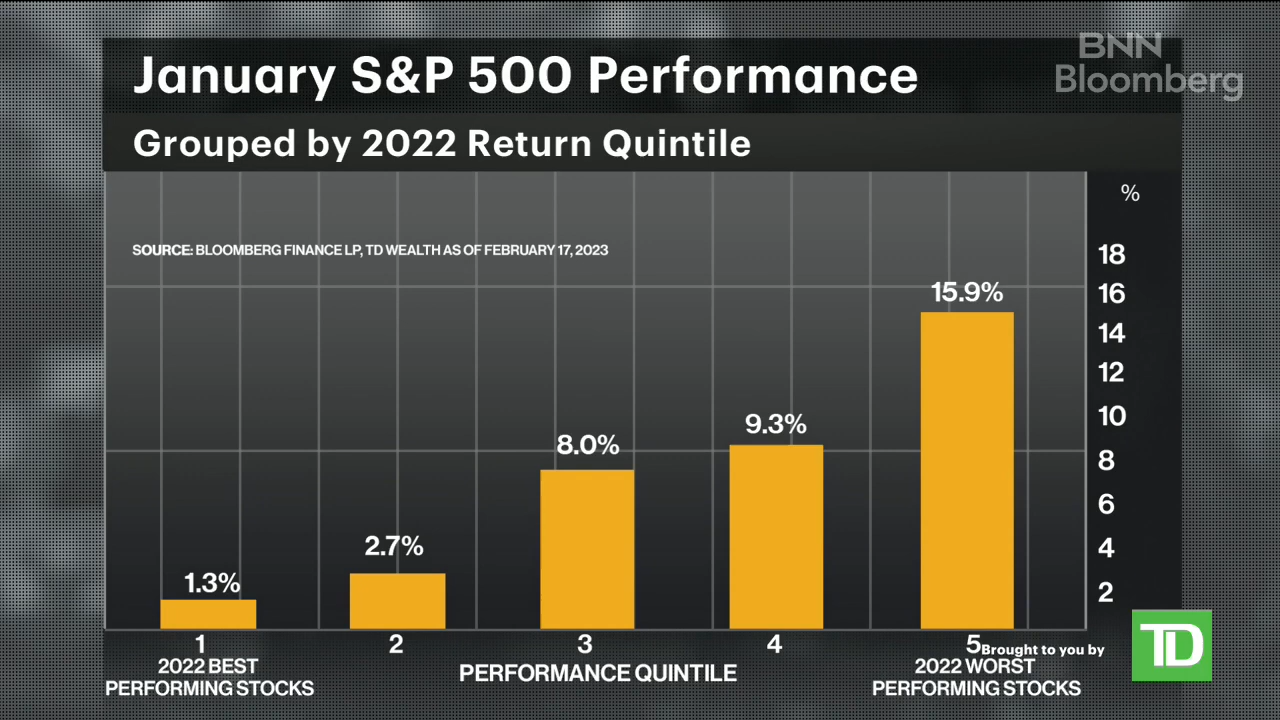 BNN
Bloomberg
January S&P 500 Performance
Grouped by 2022 Return Quintile
%
SOURCE: BLOOMBERG FINANCE LP, TD WEALTH AS OF FEBRUARY 17, 2023
18
16
14
12
10
8
6
4
2
1.3%
2.7%
8.0%
9.3%
15.9%
1
2
3
4
5
2022 BEST
PERFORMING STOCKS
PERFORMANCE QUINTILE
2022 WORST
PERFORMING STOCKS
Brought to you by
TD